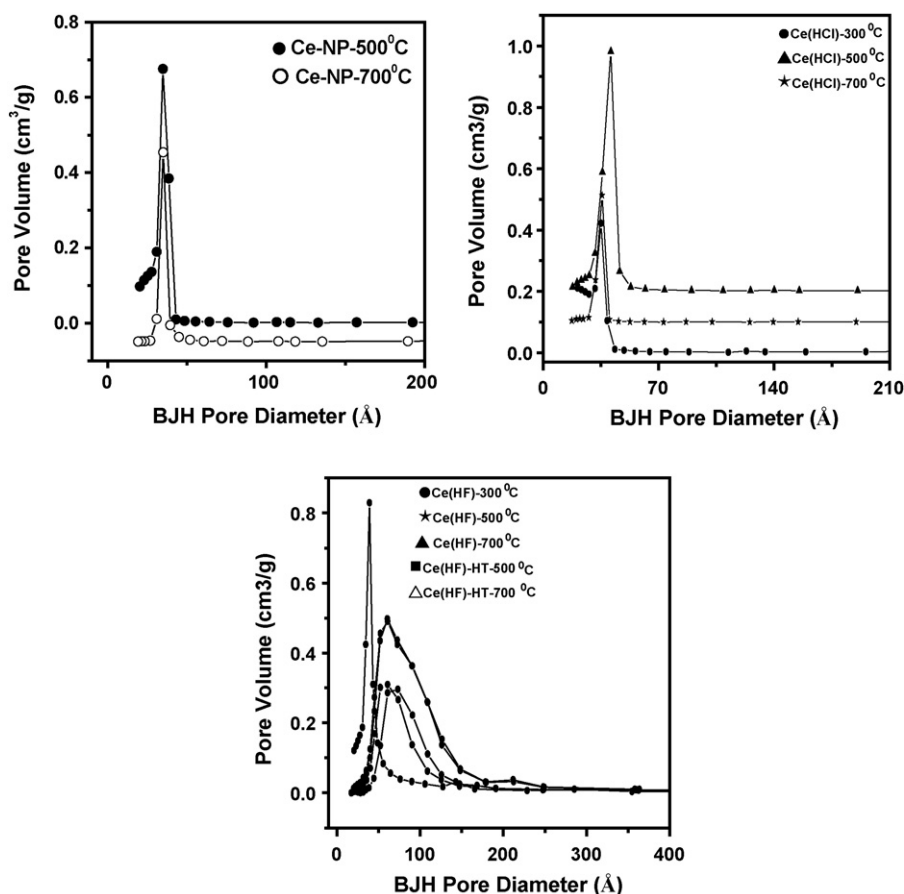 Pore Volume (cm³/g)
0.8
0.6
0.4
0.2
0.0
Ce-NP-500⁰C
Ce-NP-700⁰C
0
100
200
BJH Pore Diameter (Å)
Pore Volume (cm3/g)
1.0
0.8
0.6
0.4
0.2
0.0
Ce(HCl)-300⁰C
Ce(HCl)-500⁰C
Ce(HCl)-700⁰C
0
70
140
210
BJH Pore Diameter (Å)
Pore Volume (cm3/g)
0.8
0.6
0.4
0.2
0.0
Ce(HF)-300⁰C
Ce(HF)-500⁰C
Ce(HF)-700⁰C
Ce(HF)-HT-500⁰C
Ce(HF)-HT-700⁰C
0
100
200
300
400
BJH Pore Diameter (Å)